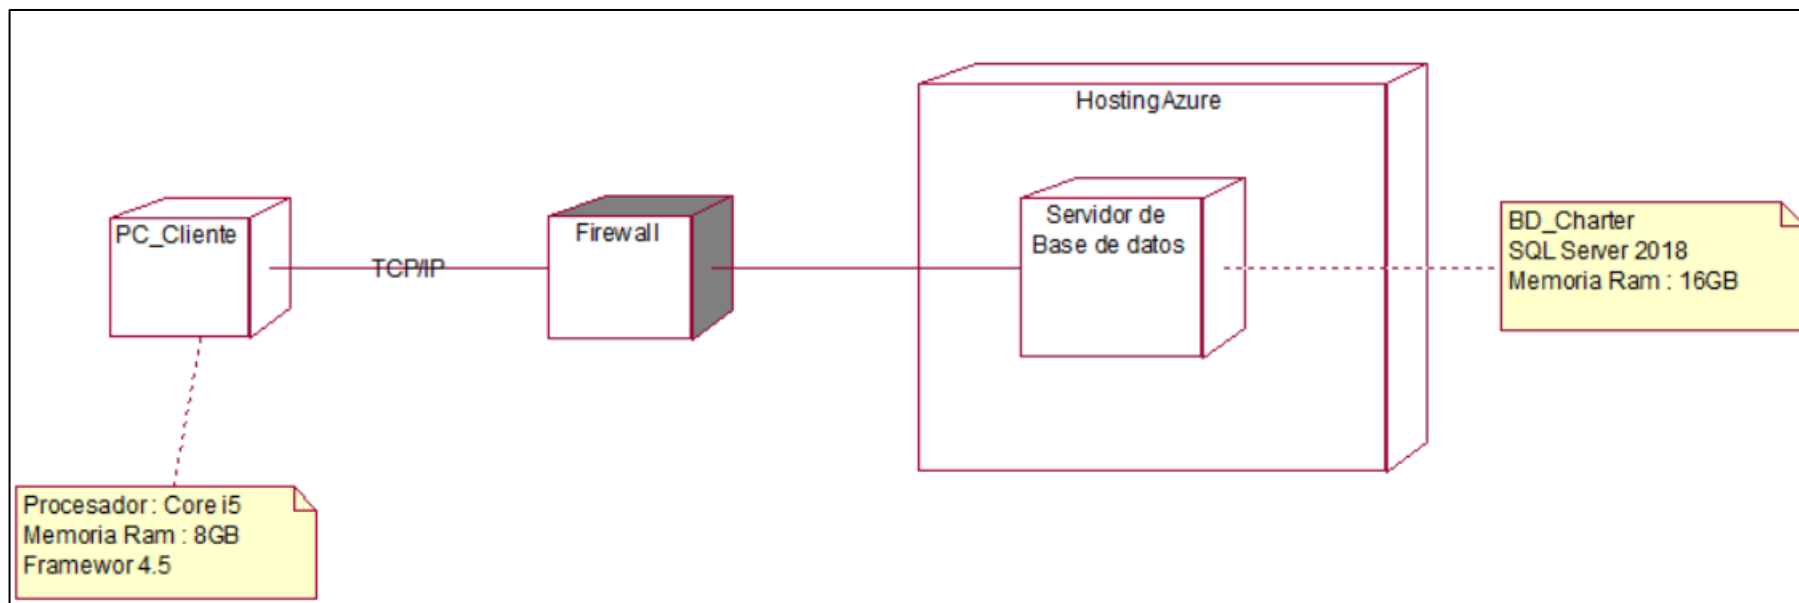 HostingAzure
PC_Cliente
TCP/IP
Firewall
Servidor de
Base de datos
BD_Charter
SQL Server 2018
Memoria Ram : 16GB
Procesador : Core i5
Memoria Ram : 8GB
Framewor 4.5